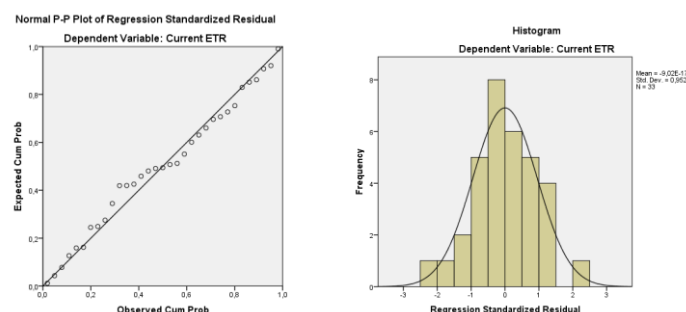 Normal P-P Plot of Regression Standardized Residual
Dependent Variable: Current ETR
Expected Cum Prob
1,0
0,8
0,6
0,4
0,2
0,0
0,0 0,2 0,4 0,6 0,8 1,0
Observed Cum Prob
Histogram
Dependent Variable: Current ETR
Mean = -9,02E-17
Std. Dev. = 0,952
N = 33
Frequency
8
6
4
2
0
-3 -2 -1 0 1 2 3
Regression Standardized Residual